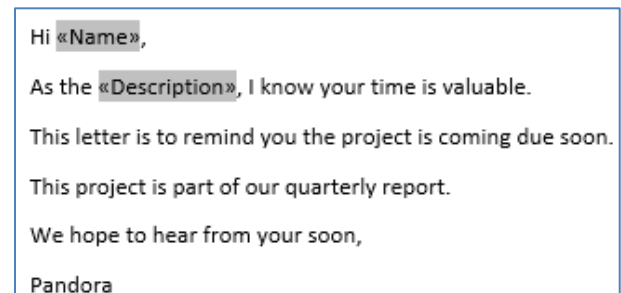 Hi «Name»,
As the «Description», I know your time is valuable.
This letter is to remind you the project is coming due soon.
This project is part of our quarterly report.
We hope to hear from your soon,
Pandora